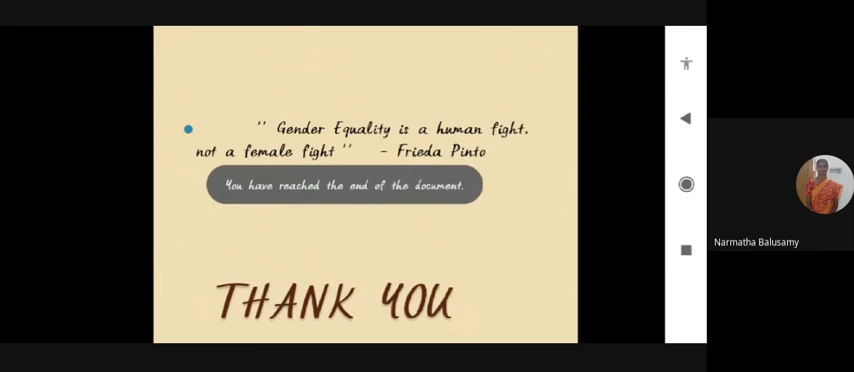 '' Gender Equality is a human fight.
not a female fight '' - Frieda Pinto
You have reached the end of the document.
THANK YOU
Narmatha Balusamy